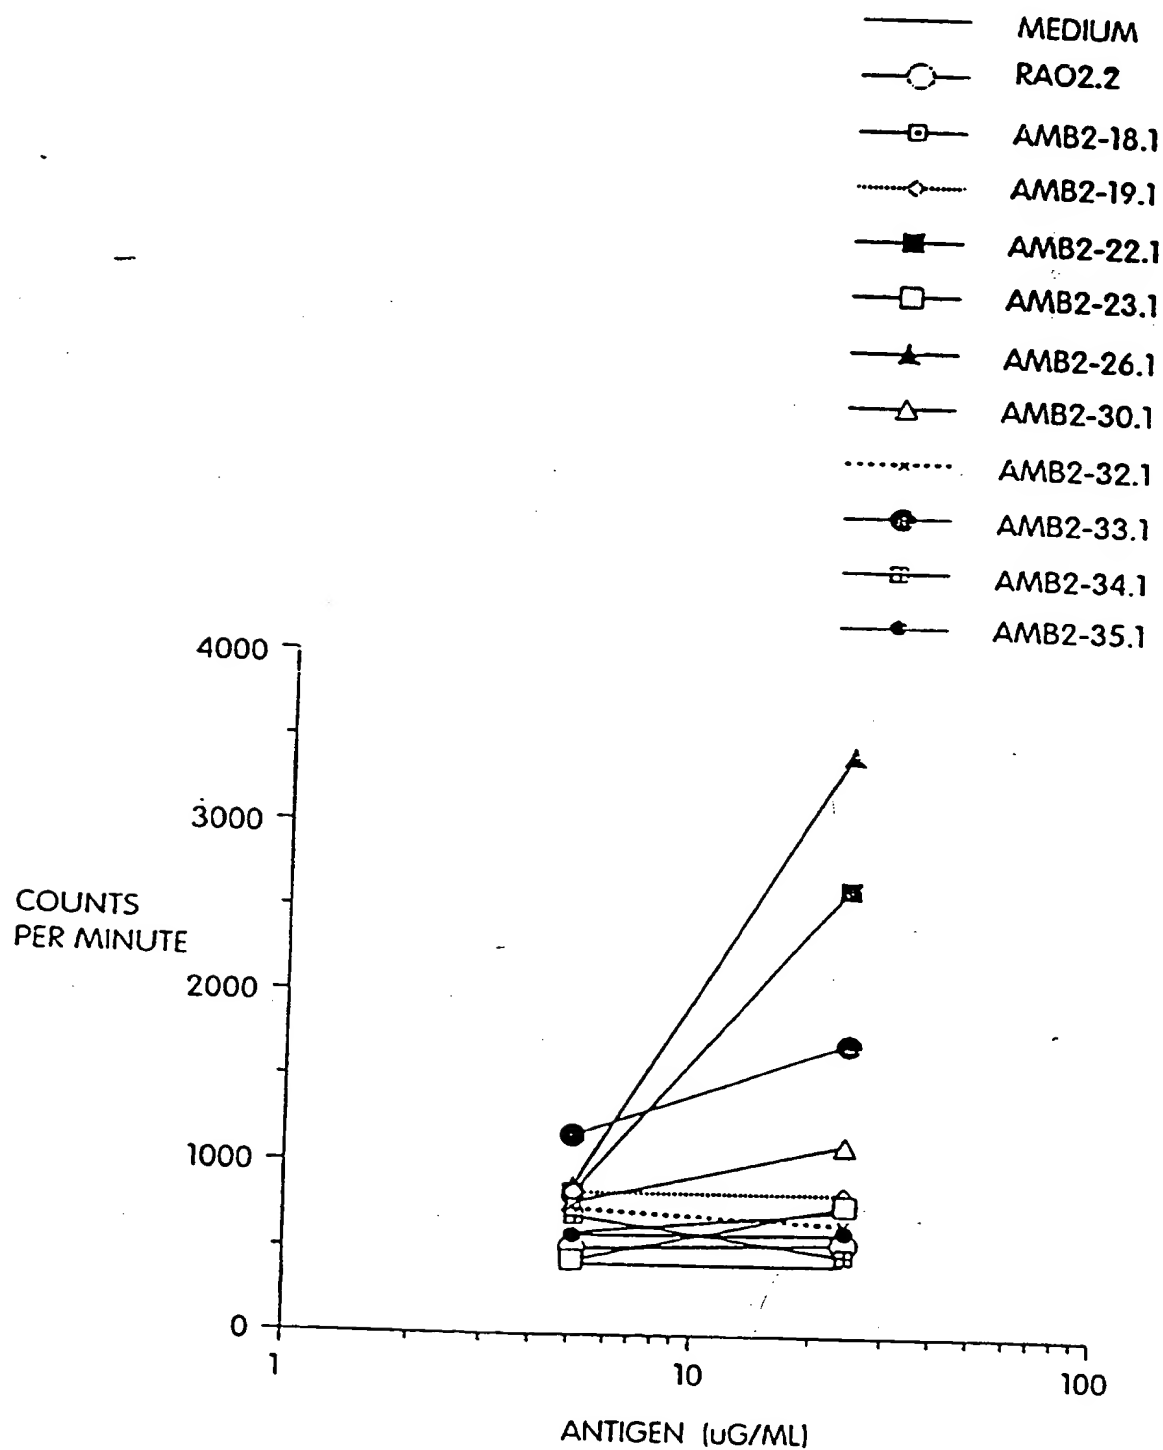 MEDIUM
RAO2.2
AMB2-18.1
AMB2-19.1
AMB2-22.1
AMB2-23.1
AMB2-26.1
AMB2-30.1
AMB2-32.1
AMB2-33.1
AMB2-34.1
AMB2-35.1
4000
3000
COUNTS
PER MINUTE
2000
1000
0
1
10
100
ANTIGEN (uG/ML)